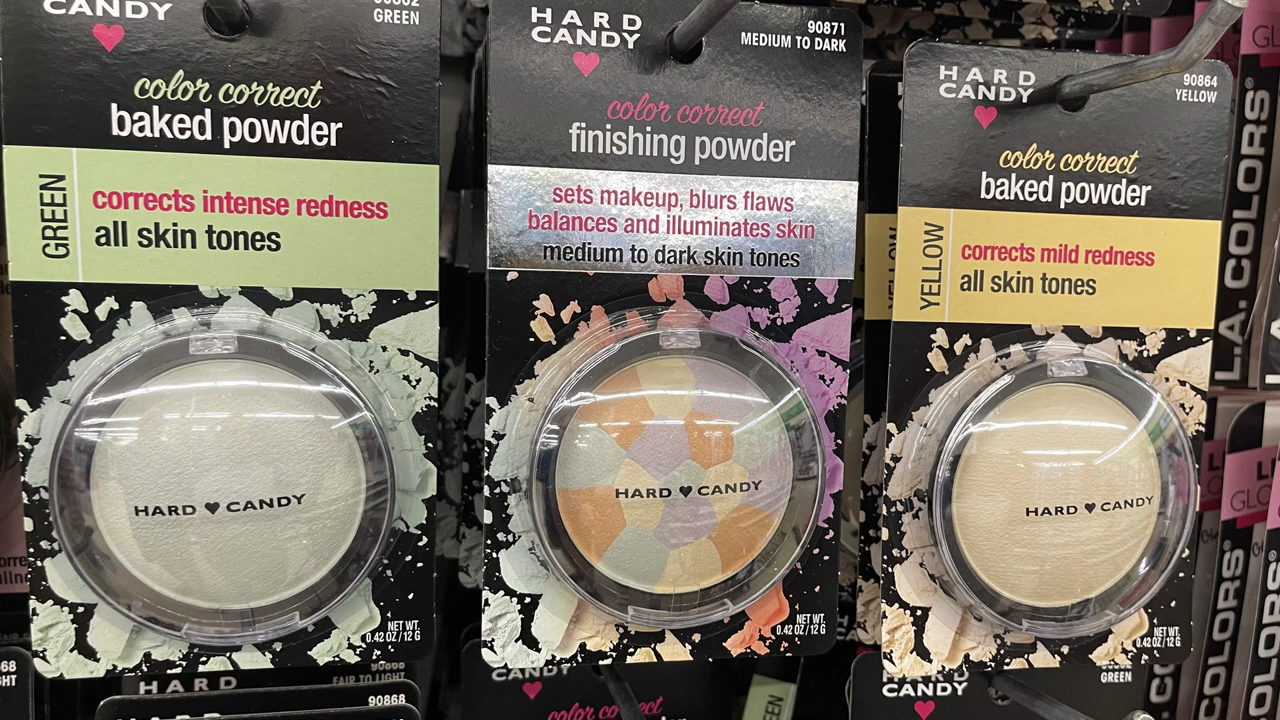 CANDY
GREEN
color correct
baked powder
GREEN
corrects intense redness
all skin tones
HARD CANDY
NET WT.
0.42 OZ / 12 G
HARD
CANDY
90871
MEDIUM TO DARK
color correct
finishing powder
sets makeup, blurs flaws
balances and illuminates skin
medium to dark skin tones
HARD CANDY
NET WT.
0.42 OZ / 12 G
HARD
CANDY
90864
YELLOW
color correct
baked powder
YELLOW
YELLOW
corrects mild redness
all skin tones
HARD CANDY
NET WT.
0.42 OZ / 12 G
L.A. COLORS®
COLORS®
HARD
90868
FAIR TO LIGHT
90868
CANDY
color correct
HARD
CANDY
GREEN